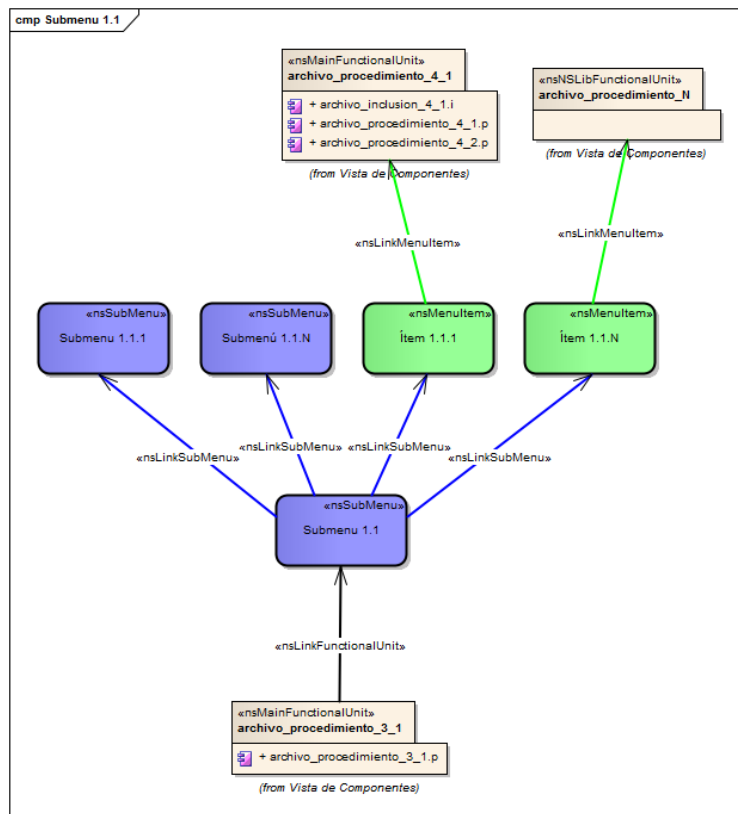 cmp Submenu 1.1
«nsMainFunctionalUnit»
archivo_procedimiento_4_1
+ archivo_inclusion_4_1.i
+ archivo_procedimiento_4_1.p
+ archivo_procedimiento_4_2.p
(from Vista de Componentes)
«nsNSLibFunctionalUnit»
archivo_procedimiento_N
(from Vista de Componentes)
«nsLinkMenuItem»
«nsLinkMenuItem»
«nsSubMenu»
Submenu 1.1.1
«nsSubMenu»
Submenú 1.1.N
«nsMenuItem»
Ítem 1.1.1
«nsMenuItem»
Ítem 1.1.N
«nsLinkSubMenu»
«nsLinkSubMenu»
«nsLinkSubMenu»
«nsLinkSubMenu»
«nsSubMenu»
Submenu 1.1
«nsLinkFunctionalUnit»
«nsMainFunctionalUnit»
archivo_procedimiento_3_1
+ archivo_procedimiento_3_1.p
(from Vista de Componentes)